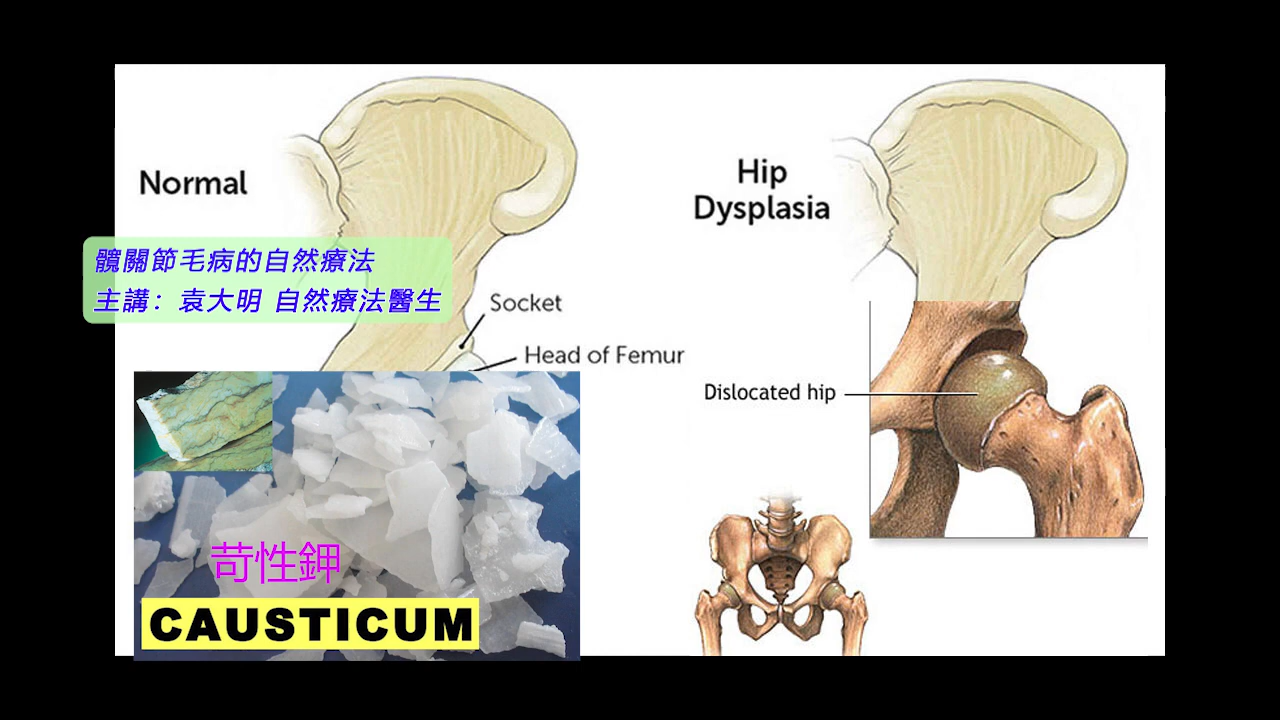 Normal
Hip
Dysplasia
髖關節毛病的自然療法
主講：袁大明 自然療法醫生
Socket
Head of Femur
Dislocated hip
苛性鉀
CAUSTICUM